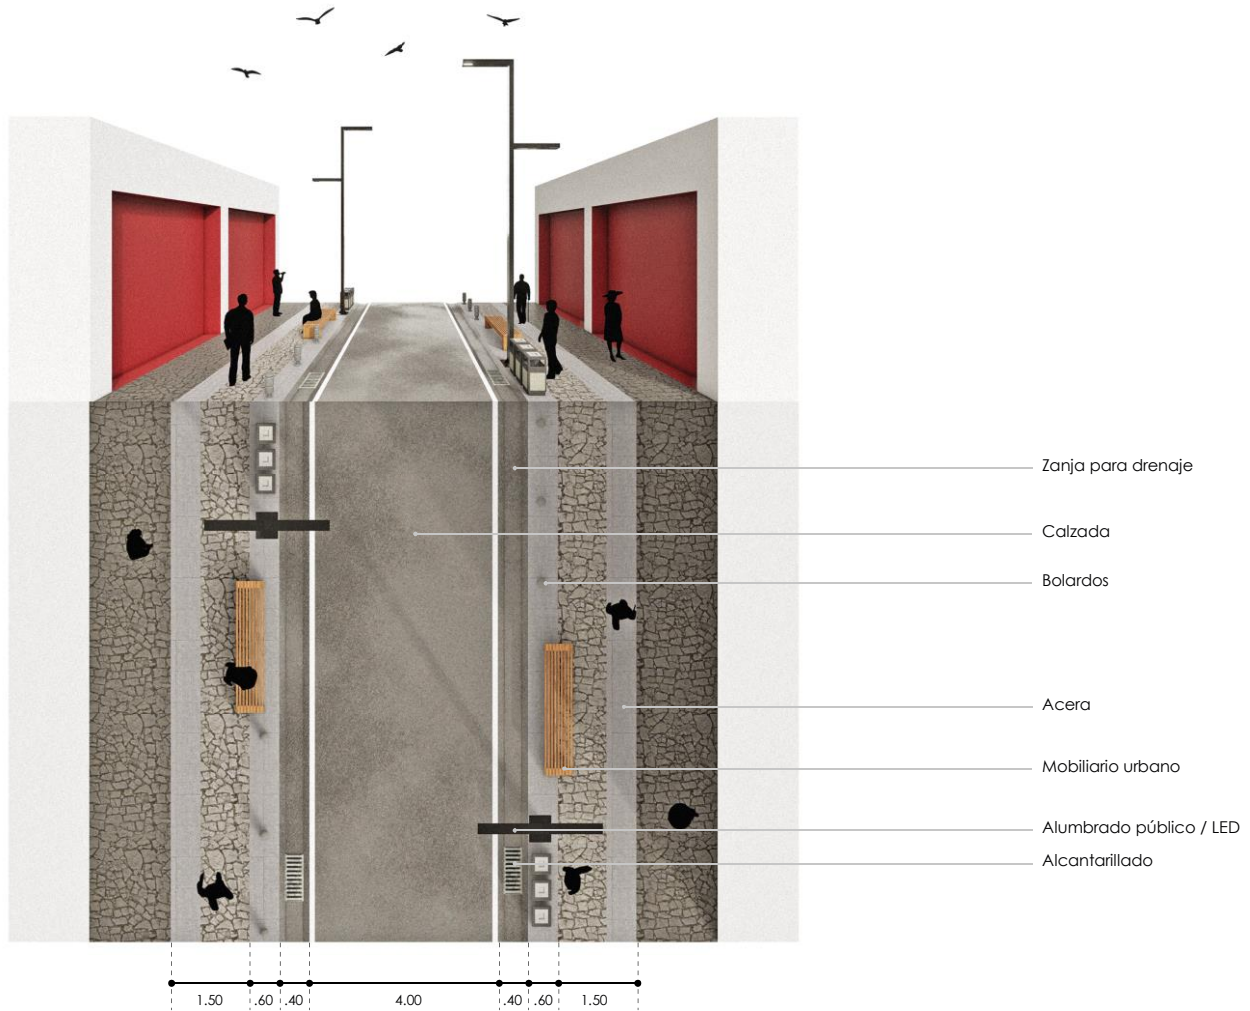 Zanja para drenaje
Calzada
Bolardos
Acera
Mobiliario urbano
Alumbrado público / LED
Alcantarillado
1.50 .60 .40 4.00 .40 .60 1.50